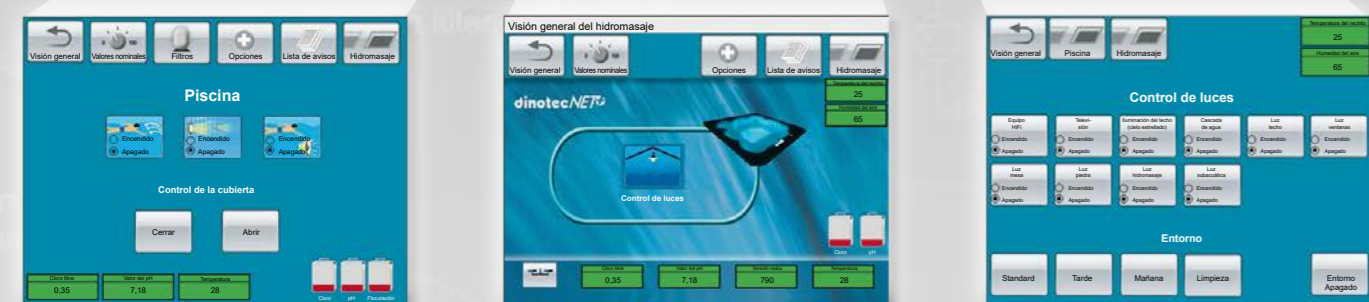 Visión general
Valores nominales
Filtros
Opciones
Lista de avisos
Hidromasaje
Piscina
Encendido
Apagado
Encendido
Apagado
Encendido
Apagado
Control de la cubierta
Cerrar
Abrir
Cloro libre
0,35
Valor del pH
7,18
Temperatura
28
Cloro
pH
Floculación
Visión general del hidromasaje
Visión general
Valores nominales
Opciones
Lista de avisos
Hidromasaje
Temperatura del recinto
25
Humedad del aire
65
dinotecNET+
Control de luces
Cloro
pH
Cloro libre
0,35
Valor del pH
7,18
Tensión redox
790
Temperatura
28
Visión general
Piscina
Hidromasaje
Temperatura del recinto
25
Humedad del aire
65
Control de luces
Equipo
HiFi
Encendido
Apagado
Televi-
sión
Encendido
Apagado
Iluminación del techo
(cielo estrellado)
Encendido
Apagado
Cascada
de agua
Encendido
Apagado
Luz
techo
Encendido
Apagado
Luz
ventanas
Encendido
Apagado
Luz
mesa
Encendido
Apagado
Luz
piedra
Encendido
Apagado
Luz
hidromasaje
Encendido
Apagado
Luz
subacuática
Encendido
Apagado
Entorno
Standard
Tarde
Mañana
Limpieza
Entorno
Apagado